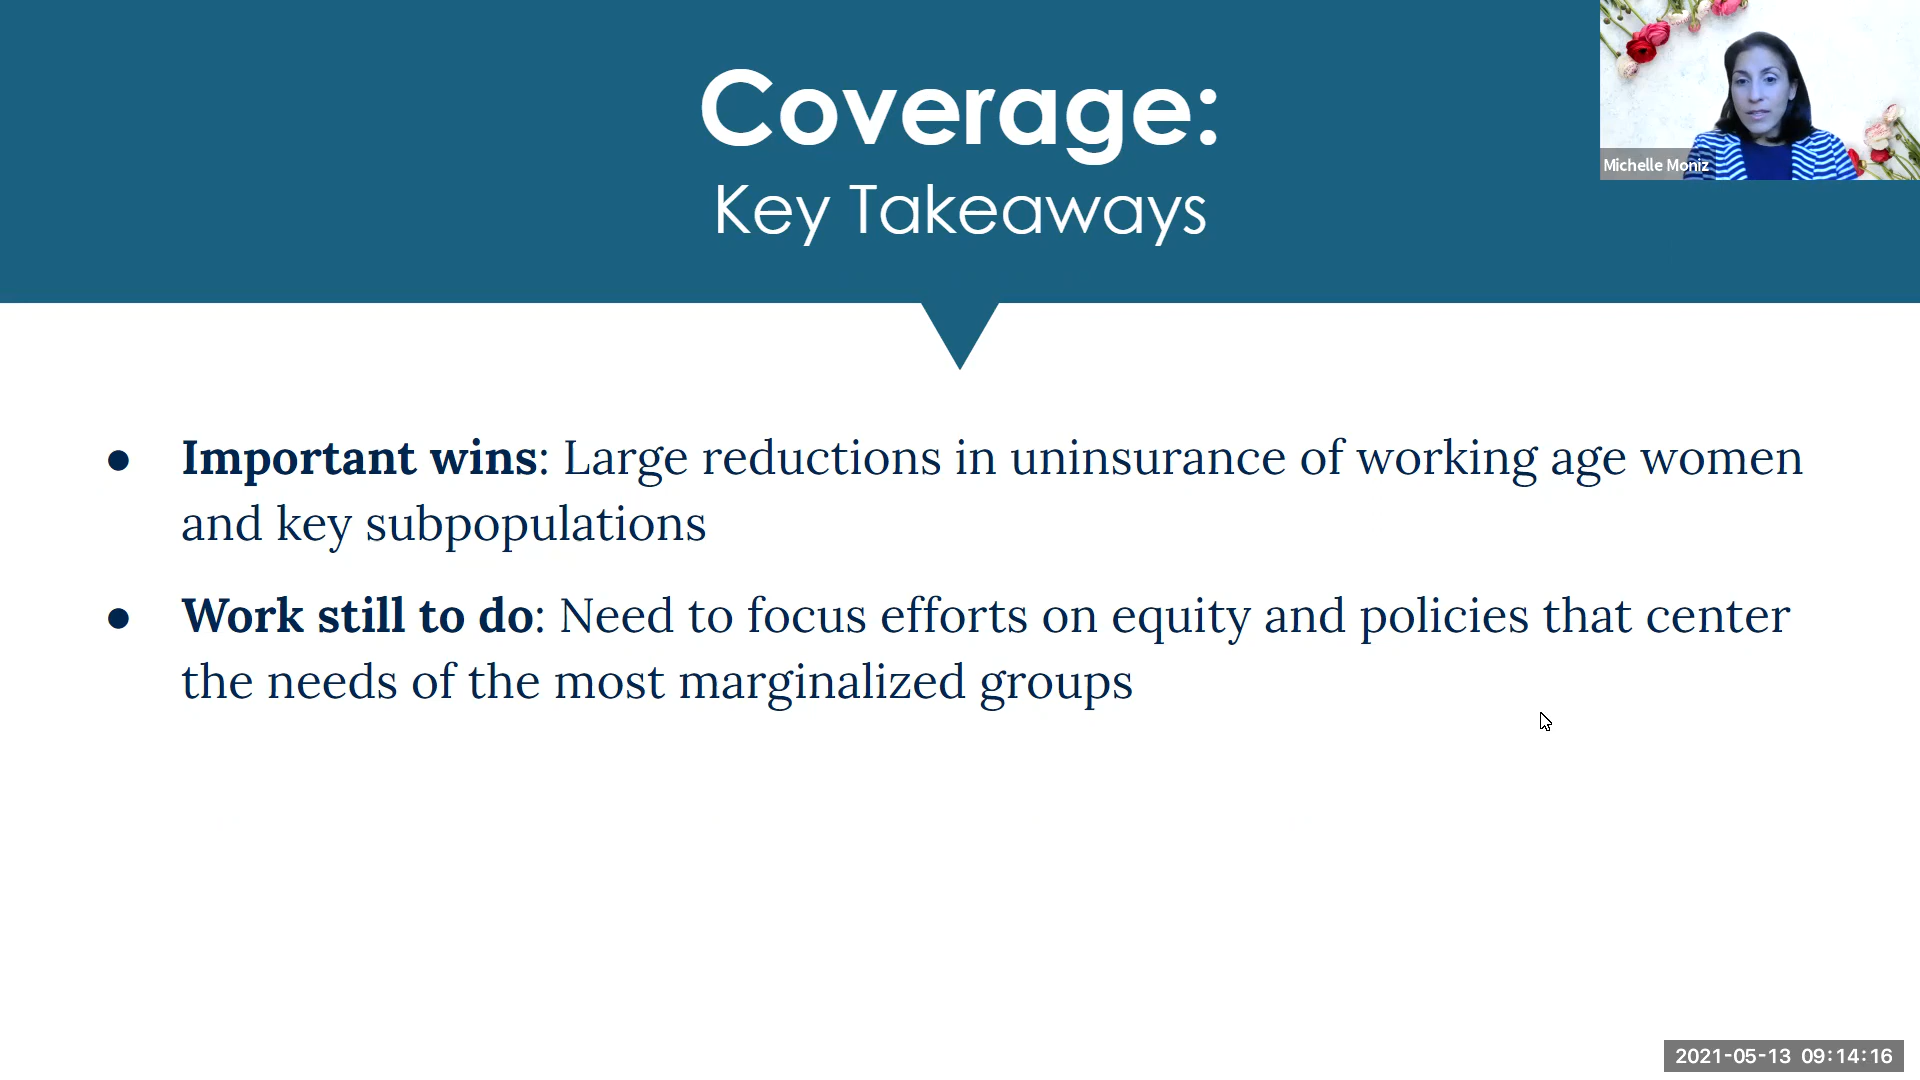 Coverage:
Key Takeaways
Michelle Moniz
● Important wins: Large reductions in uninsurance of working age women
and key subpopulations
● Work still to do: Need to focus efforts on equity and policies that center
the needs of the most marginalized groups
2021-05-13 09:14:16